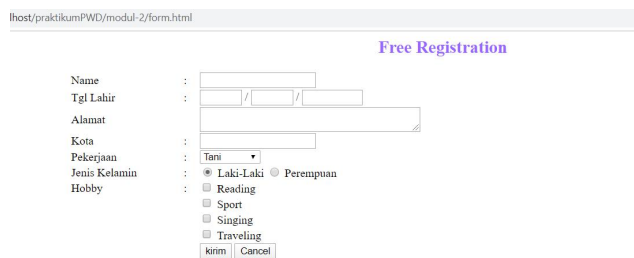 lhost/praktikumPWD/modul-2/form.html
Free Registration
Name :
Tgl Lahir : / /
Alamat
Kota :
Pekerjaan : Tani
Jenis Kelamin : Laki-Laki Perempuan
Hobby : Reading
Sport
Singing
Traveling
kirim Cancel